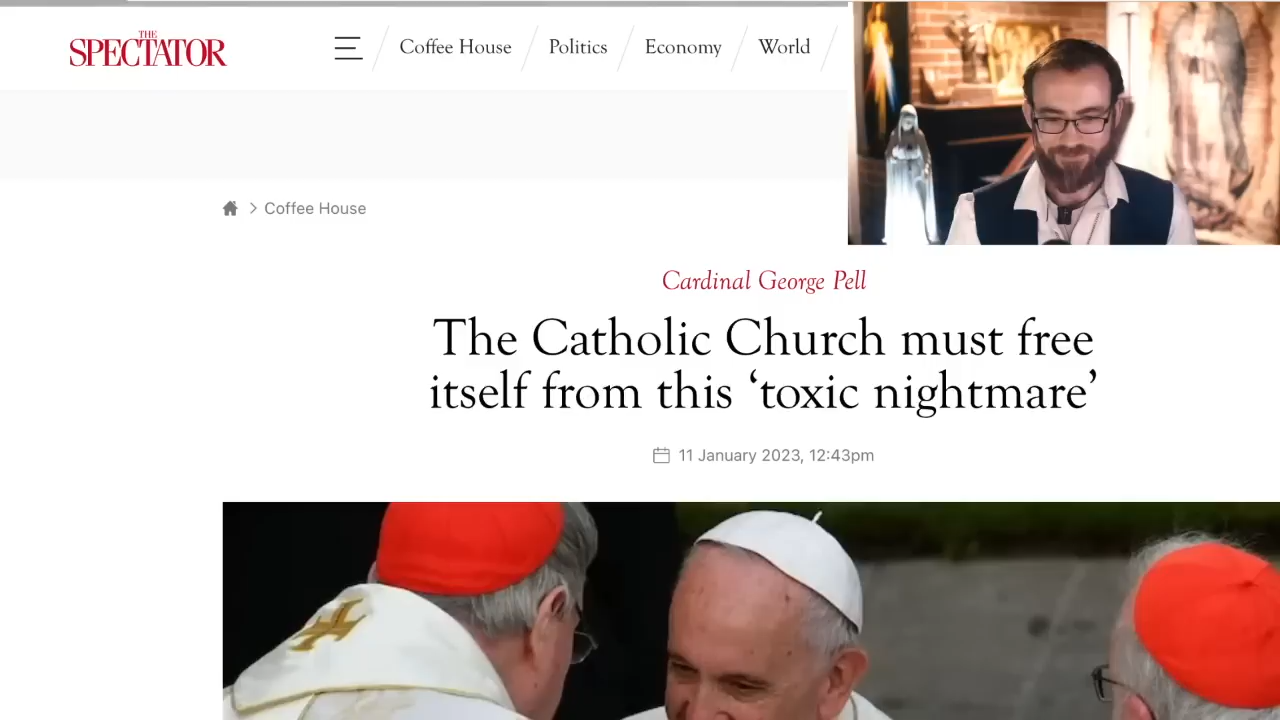 THE
SPECTATOR
Coffee House
Politics
Economy
World
Coffee House
Cardinal George Pell
The Catholic Church must free
itself from this ‘toxic nightmare’
11 January 2023, 12:43pm